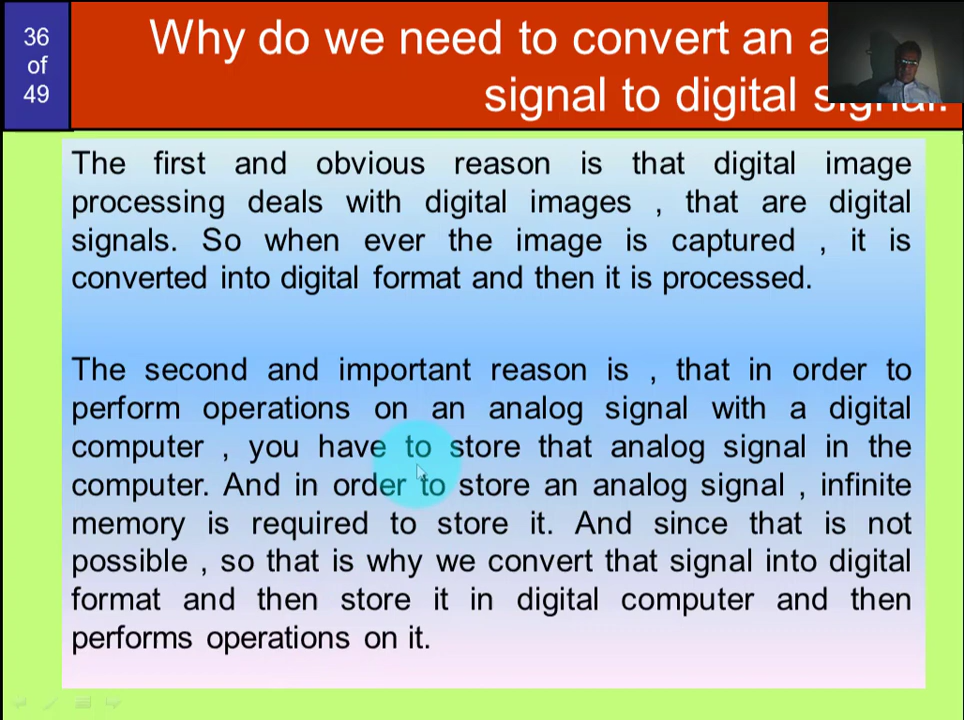 36
of
49
Why do we need to convert an
signal to digital signal.
The first and obvious reason is that digital image
processing deals with digital images , that are digital
signals. So when ever the image is captured , it is
converted into digital format and then it is processed.
The second and important reason is , that in order to
perform operations on an analog signal with a digital
computer , you have to store that analog signal in the
computer. And in order to store an analog signal , infinite
memory is required to store it. And since that is not
possible , so that is why we convert that signal into digital
format and then store it in digital computer and then
performs operations on it.